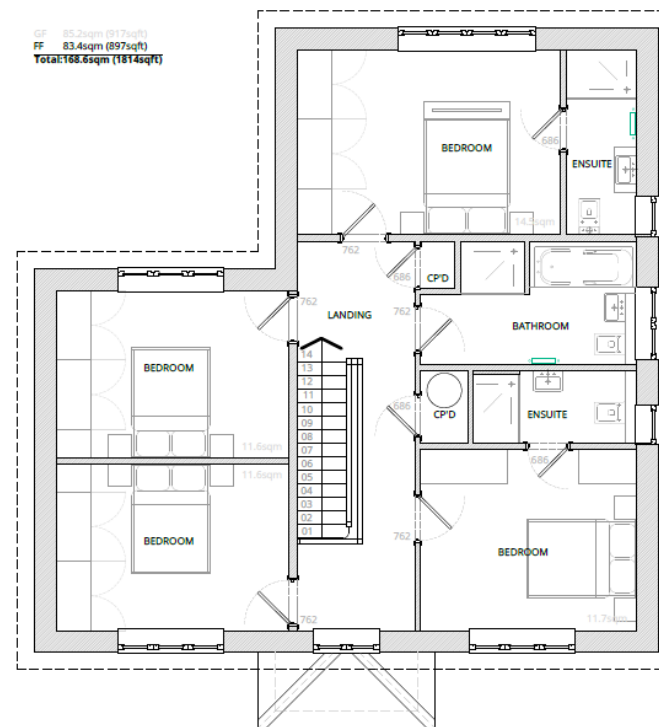 GF 85.2sqm (917sqft)
FF 83.4sqm (897sqft)
Total:168.6sqm (1814sqft)
BEDROOM
686
ENSUITE
14.5sqm
762
686
CP'D
762
LANDING
762
BATHROOM
14
13
12
11
10
09
08
07
06
05
04
03
02
01
BEDROOM
11.6sqm
686
CP'D
ENSUITE
686
11.6sqm
BEDROOM
762
762
BEDROOM
11.7sqm